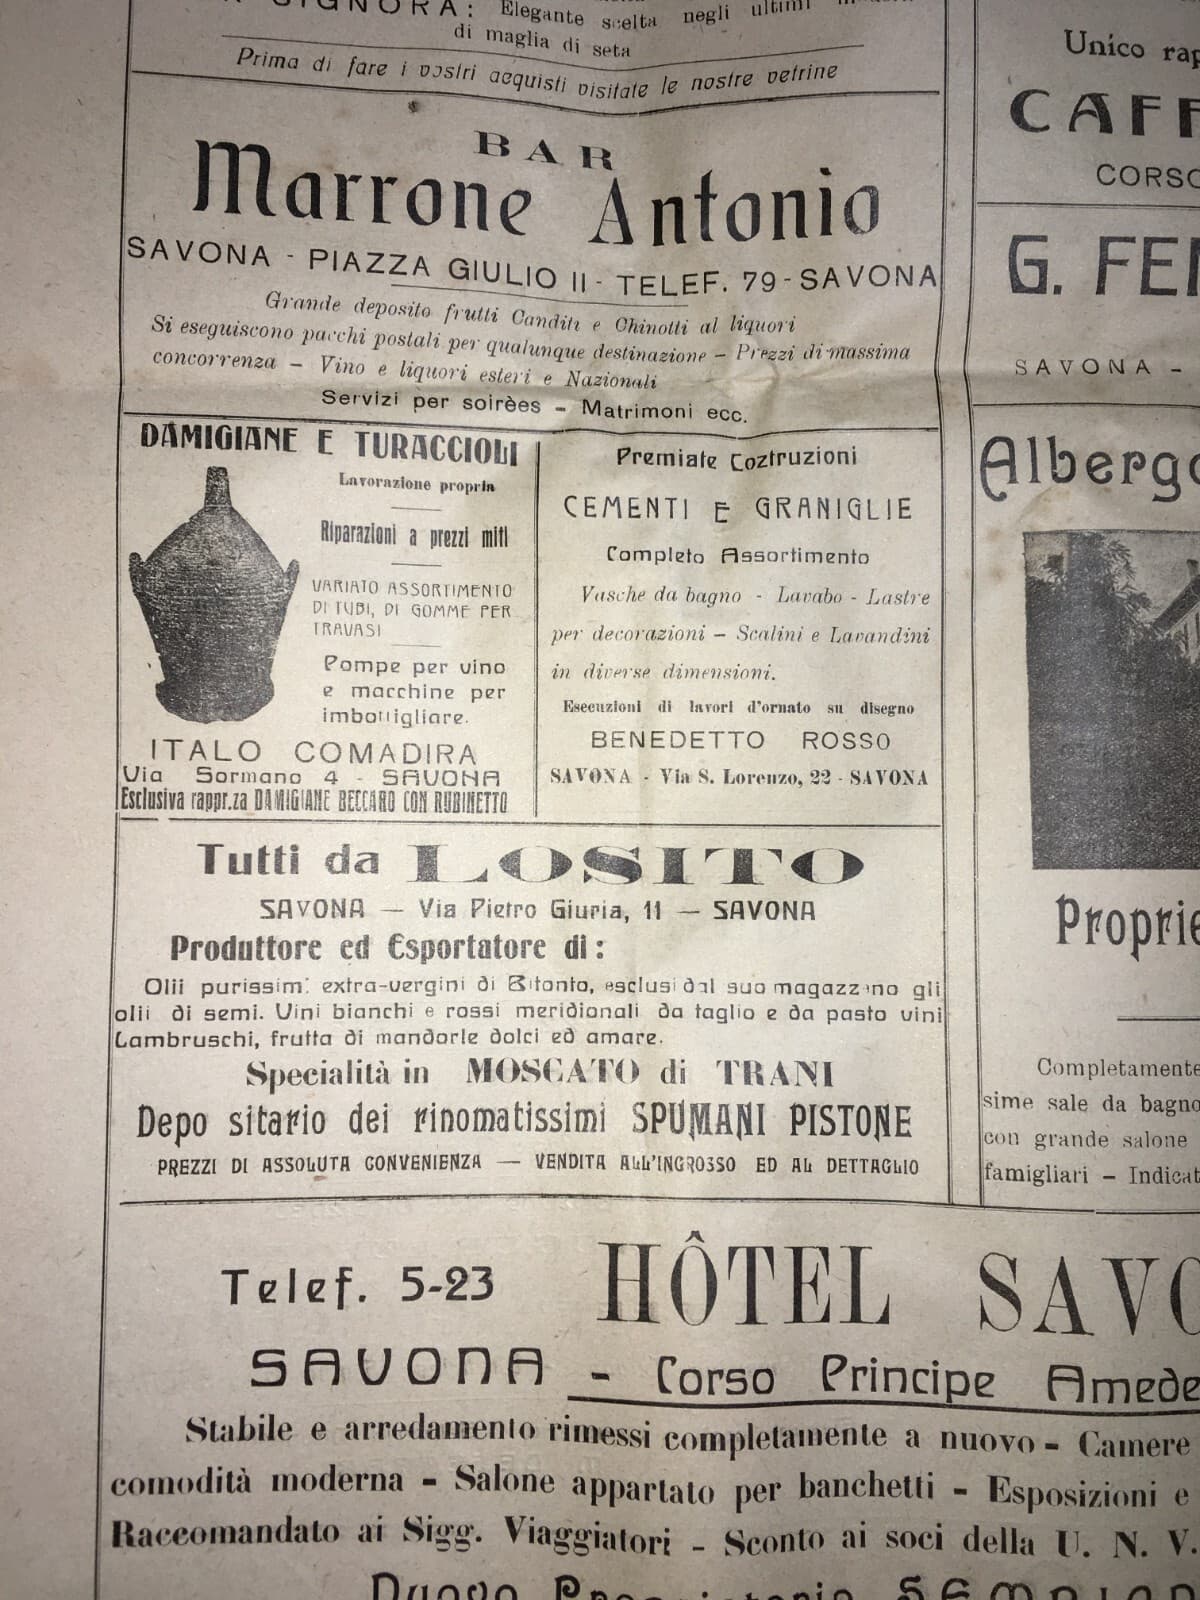 SIGNORA: Elegante scelta negli ultimi
di maglia di seta
Prima di fare i vostri acquisti visitate le nostre vetrine
BAR
Marrone Antonio
SAVONA - PIAZZA GIULIO II - TELEF. 79 - SAVONA
Grande deposito frutti Canditi e Chinotti al liquori
Si eseguiscono pacchi postali per qualunque destinazione – Prezzi di massima
concorrenza – Vino e liquori esteri e Nazionali
Servizi per soirèes – Matrimoni ecc.
DAMIGIANE E TURACCIOLI
Lavorazione propria
Riparazioni a prezzi miti
VARIATO ASSORTIMENTO
DI TUBI, DI GOMME PER
TRAVASI
Pompe per vino
e macchine per
imbottigliare.
ITALO COMADIRA
Via Sormano 4 - SAVONA
Esclusiva rappr.za DAMIGIANE BECCARO CON RUBINETTO
Premiate Coztruzioni
CEMENTI E GRANIGLIE
Completo Assortimento
Vasche da bagno - Lavabo - Lastre
per decorazioni – Scalini e Lavandini
in diverse dimensioni.
Esecuzioni di lavori d'ornato su disegno
BENEDETTO ROSSO
SAVONA - Via S. Lorenzo, 22 - SAVONA
Tutti da LOSITO
SAVONA — Via Pietro Giuria, 11 — SAVONA
Produttore ed Esportatore di:
Olii purissimi extra-vergini di Bitonto, esclusi dal suo magazzino gli
olii di semi. Vini bianchi e rossi meridionali da taglio e da pasto vini
Lambruschi, frutta di mandorle dolci ed amare.
Specialità in MOSCATO di TRANI
Depo sitario dei rinomatissimi SPUMANI PISTONE
PREZZI DI ASSOLUTA CONVENIENZA — VENDITA ALL'INGROSSO ED AL DETTAGLIO
Unico rap
CAFF
CORSO
G. FE
SAVONA -
Albergo
Proprie
Completamente
sime sale da bagno
con grande salone
famigliari – Indicat
Telef. 5-23
HÔTEL SAVO
SAVONA - Corso Principe Amede
Stabile e arredamento rimessi completamente a nuovo - Camere
comodità moderna - Salone appartato per banchetti - Esposizioni e
Raccomandato ai Sigg. Viaggiatori - Sconto ai soci della U. N. V.